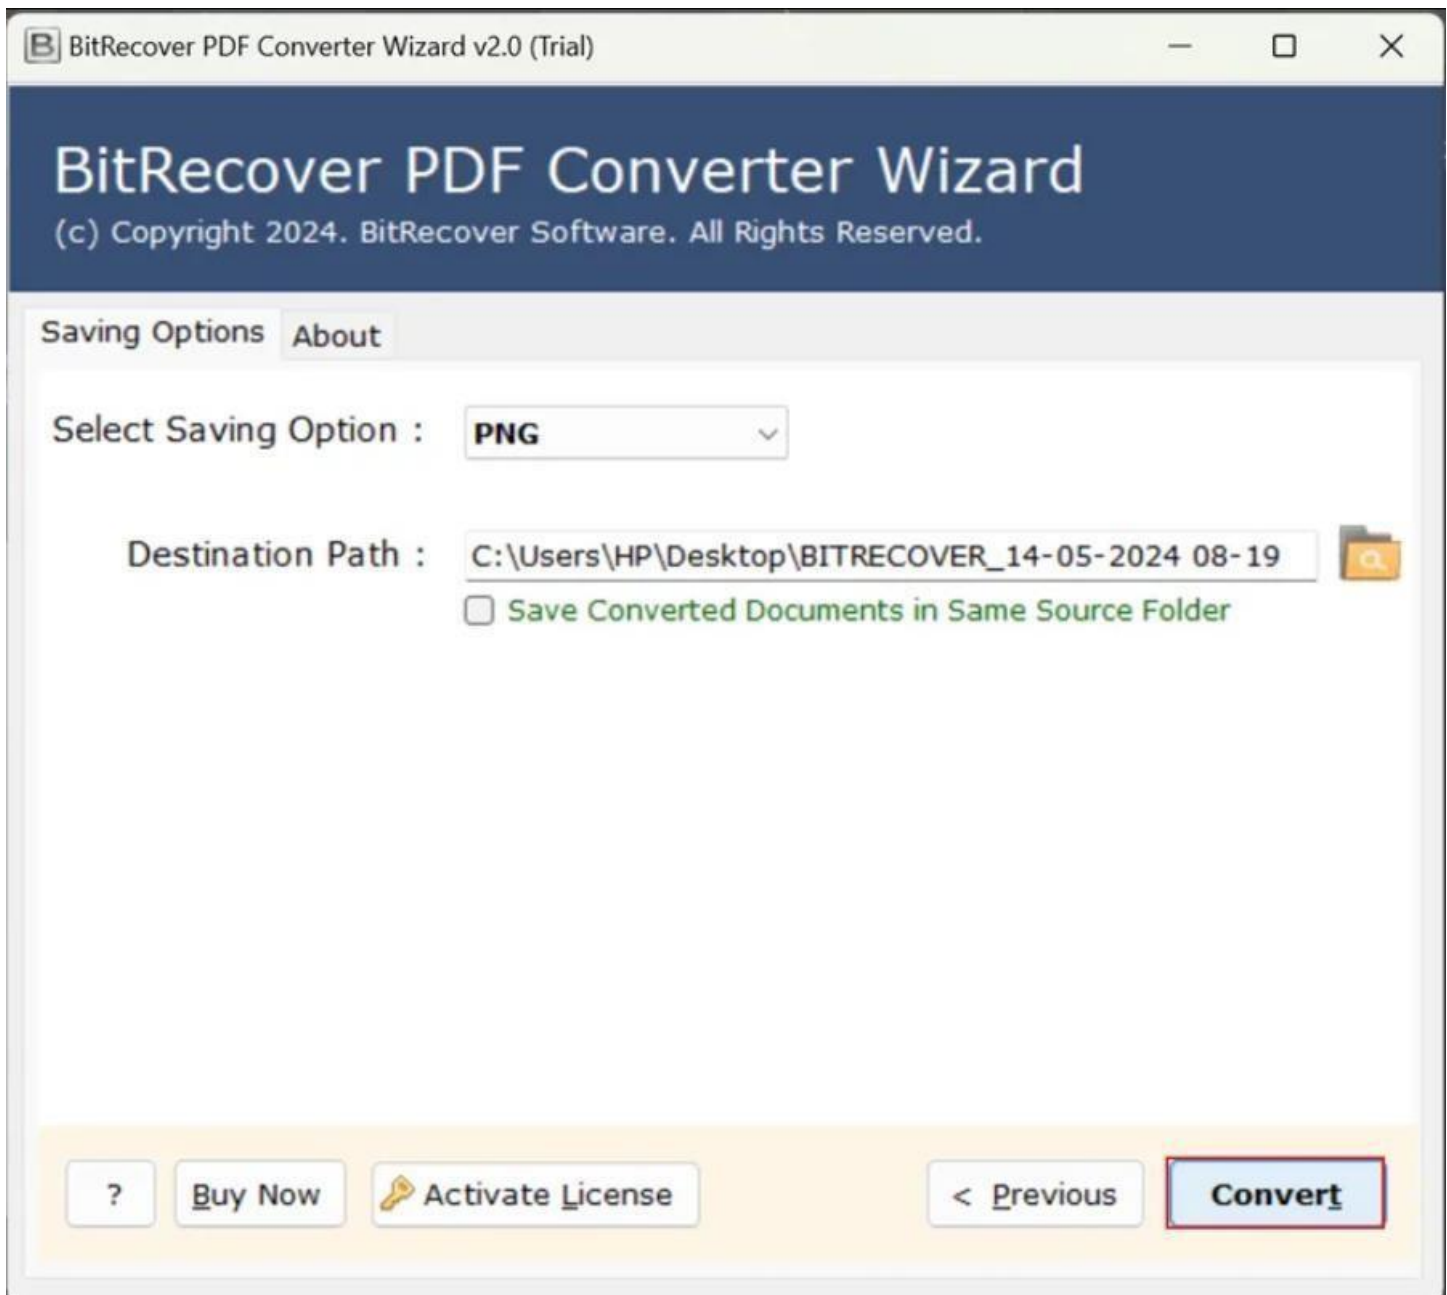 BitRecover PDF Converter Wizard v2.0 (Trial)
BitRecover PDF Converter Wizard
(c) Copyright 2024. BitRecover Software. All Rights Reserved.
Saving Options About
Select Saving Option : PNG
Destination Path : C:\Users\HP\Desktop\BITRECOVER_14-05-2024 08-19
Save Converted Documents in Same Source Folder
? Buy Now Activate License < Previous Convert